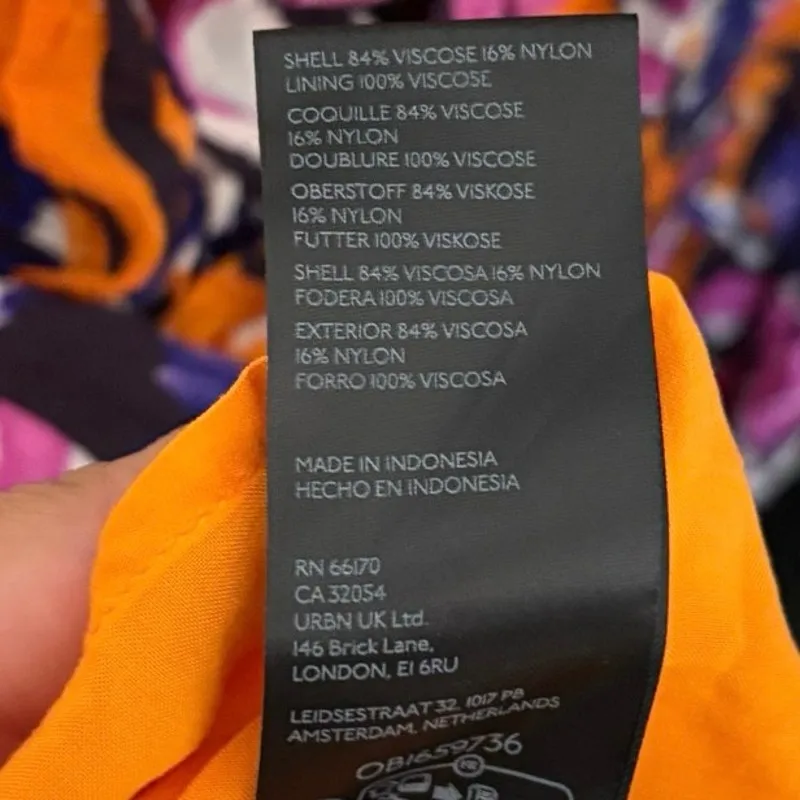 SHELL 84% VISCOSE 16% NYLON
LINING 100% VISCOSE
COQUILLE 84% VISCOSE
16% NYLON
DOUBLURE 100% VISCOSE
OBERSTOFF 84% VISKOSE
16% NYLON
FUTTER 100% VISKOSE
SHELL 84% VISCOSA 16% NYLON
FODERA 100% VISCOSA
EXTERIOR 84% VISCOSA
16% NYLON
FORRO 100% VISCOSA
MADE IN INDONESIA
HECHO EN INDONESIA
RN 66170
CA 32054
URBN UK Ltd.
146 Brick Lane,
LONDON, E1 6RU
LEIDSESTRAAT 32, 1017 PB
AMSTERDAM, NETHERLANDS
OB1659736